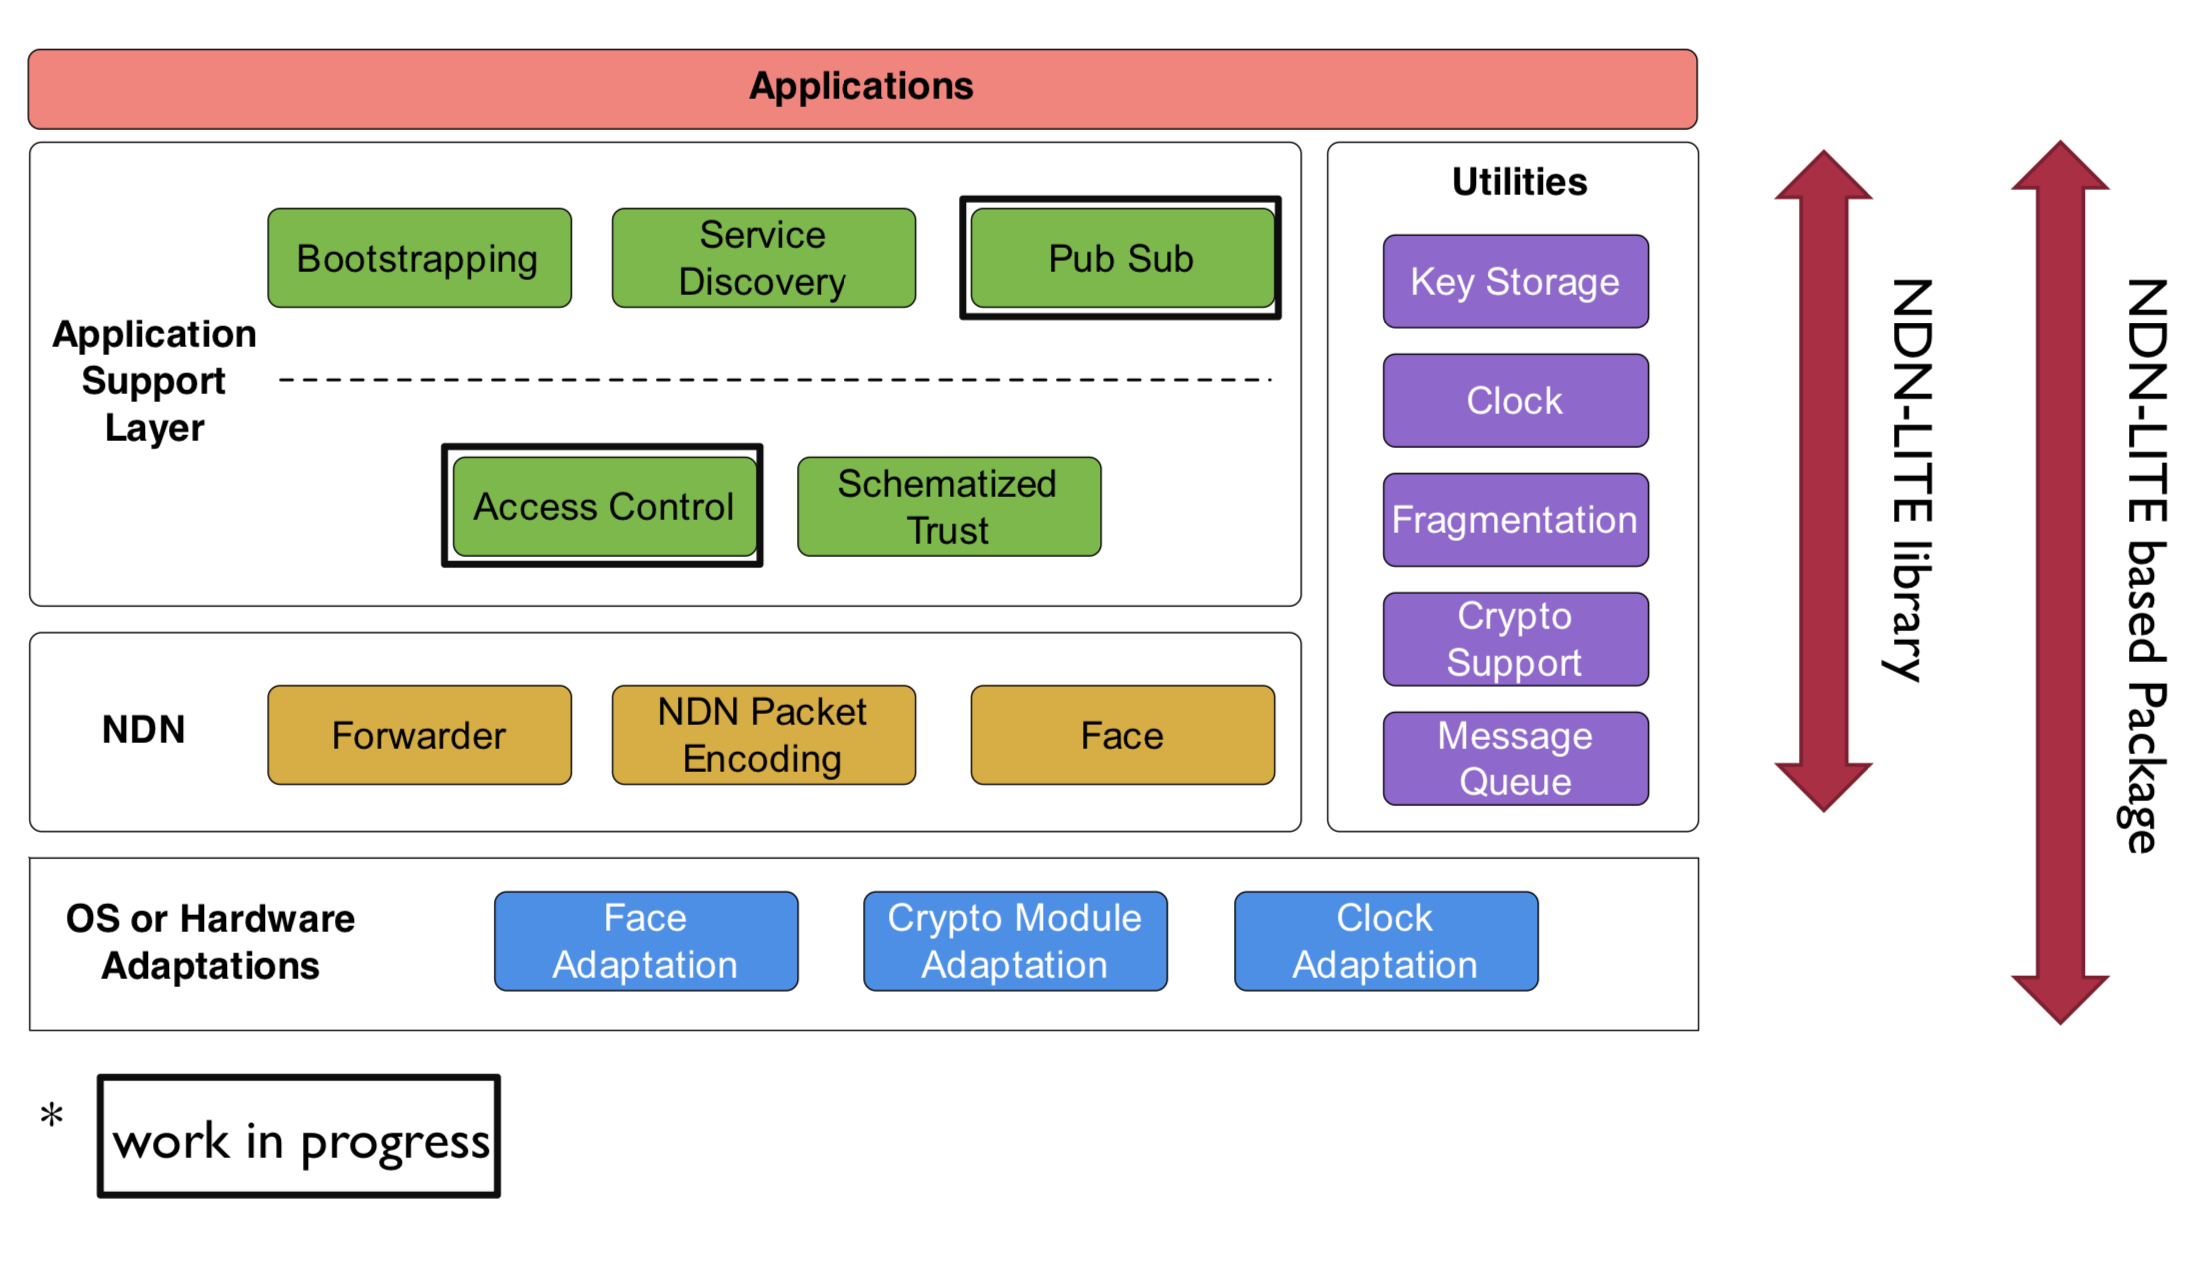 Applications
Application
Support
Layer
Bootstrapping
Service
Discovery
Pub Sub
Access Control
Schematized
Trust
Utilities
Key Storage
Clock
Fragmentation
Crypto
Support
Message
Queue
NDN
Forwarder
NDN Packet
Encoding
Face
OS or Hardware
Adaptations
Face
Adaptation
Crypto Module
Adaptation
Clock
Adaptation
NDN-LITE library
NDN-LITE based Package
* work in progress